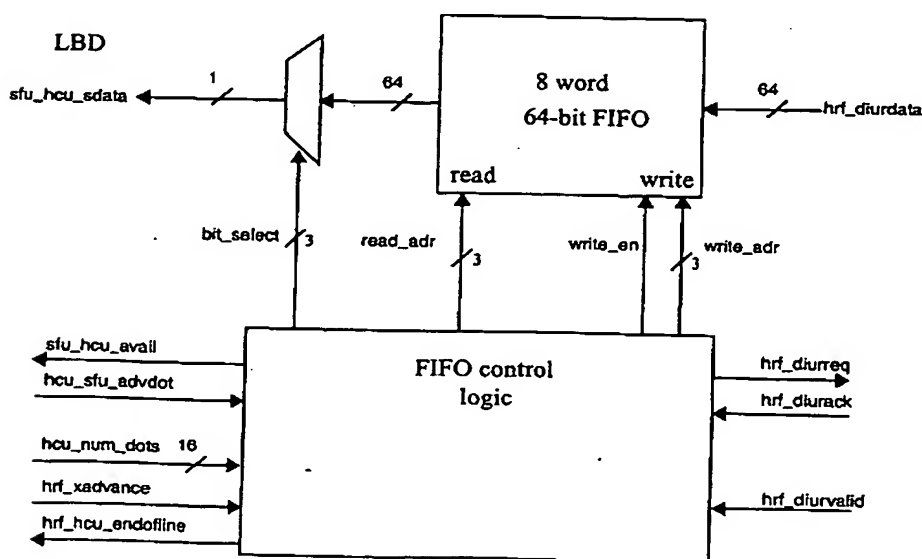 LBD
sfu_hcu_sdata
1
64
8 word
64-bit FIFO
64
hrf_diurdata
read
write
bit_select
3
read_adr
3
write_en
write_adr
3
sfu_hcu_avail
hcu_sfu_advdot
hcu_num_dots
16
hrf_xadvance
hrf_hcu_endofline
FIFO control
logic
hrf_diurreq
hrf_diurack
hrf_diurvalid